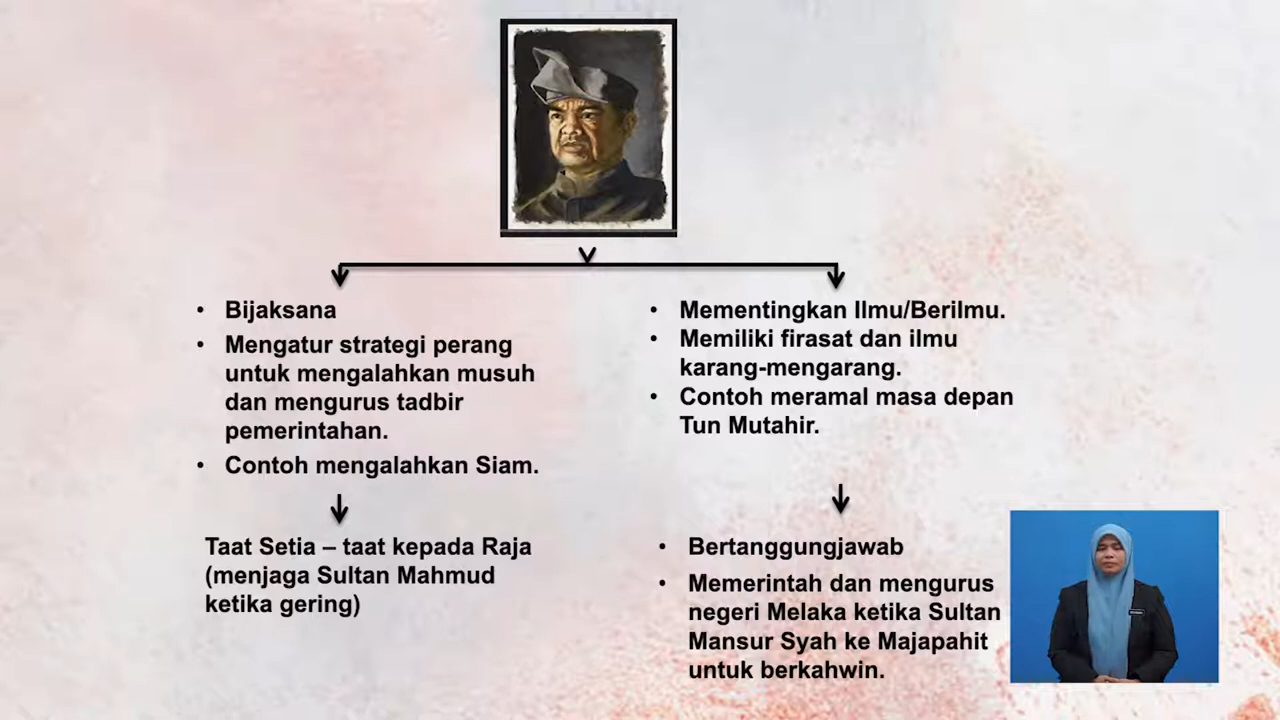 • Bijaksana
• Mengatur strategi perang
untuk mengalahkan musuh
dan mengurus tadbir
pemerintahan.
• Contoh mengalahkan Siam.
Taat Setia – taat kepada Raja
(menjaga Sultan Mahmud
ketika gering)
• Mementingkan Ilmu/Berilmu.
• Memiliki firasat dan ilmu
karang-mengarang.
• Contoh meramal masa depan
Tun Mutahir.
• Bertanggungjawab
• Memerintah dan mengurus
negeri Melaka ketika Sultan
Mansur Syah ke Majapahit
untuk berkahwin.